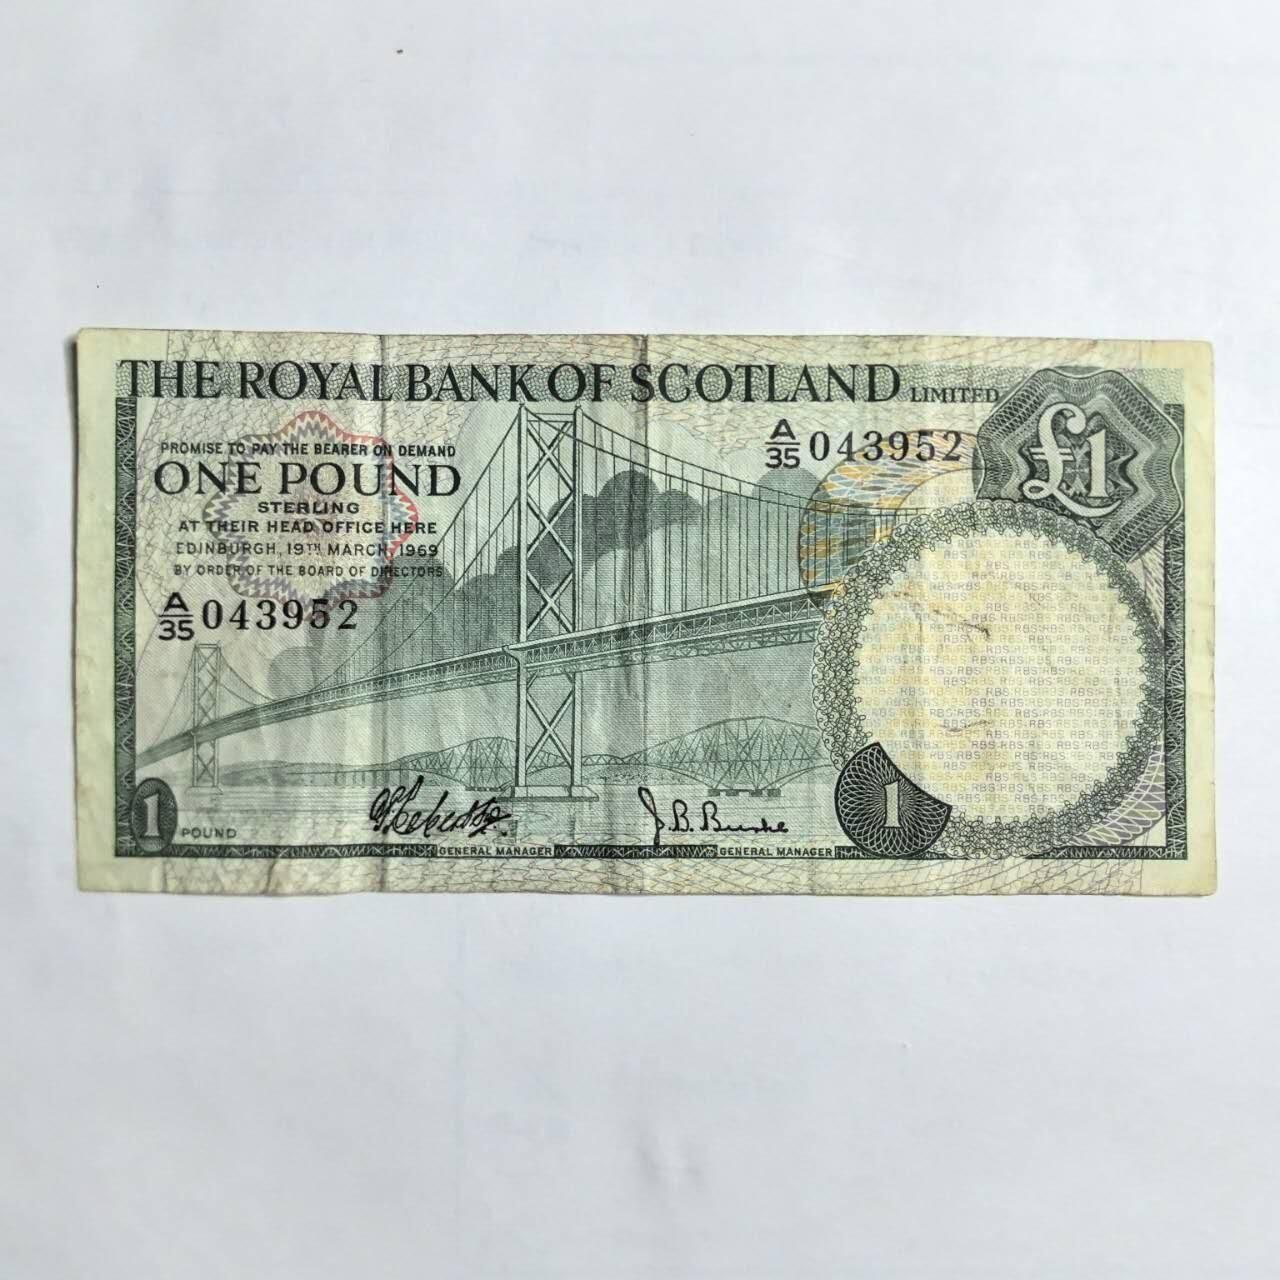 THE ROYAL BANK OF SCOTLAND LIMITED
£1
PROMISE TO PAY THE BEARER ON DEMAND
ONE POUND
STERLING
AT THEIR HEAD OFFICE HERE
EDINBURGH, 19TH MARCH, 1969
BY ORDER OF THE BOARD OF DIRECTORS
A/35 043952
A/35 043952
1
POUND
J. B. Burke
GENERAL MANAGER
GENERAL MANAGER
1